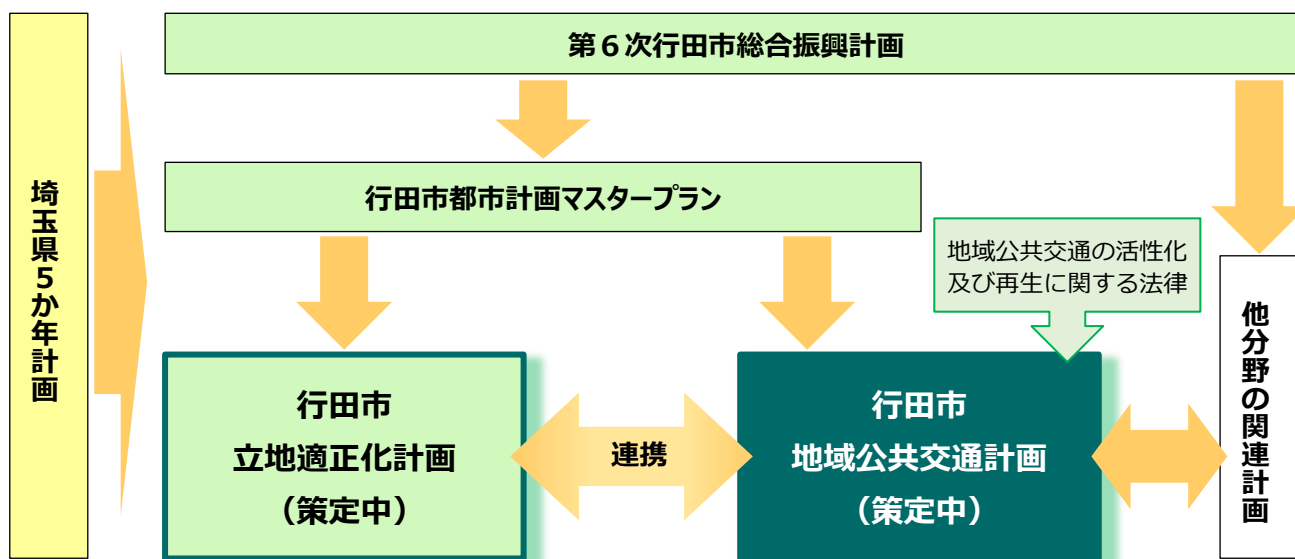 第６次行田市総合振興計画
埼玉県５か年計画
行田市都市計画マスタープラン
地域公共交通の活性化
及び再生に関する法律
行田市
立地適正化計画
（策定中）
連携
行田市
地域公共交通計画
（策定中）
他分野の関連計画